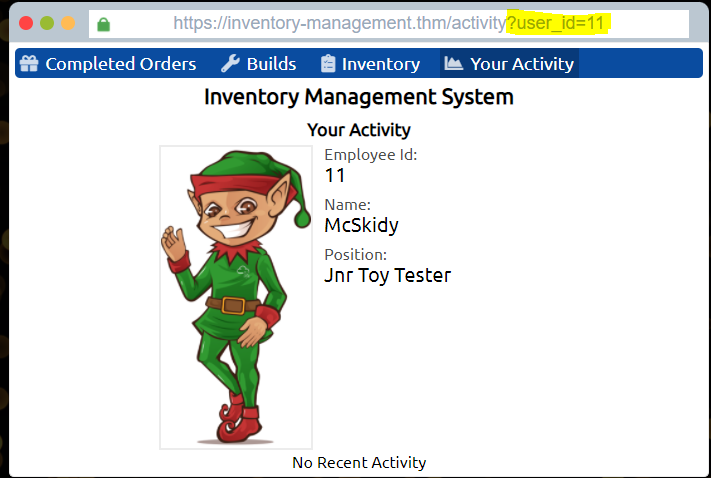 https://inventory-management.thm/activity?user_id=11
Completed Orders Builds Inventory Your Activity
Inventory Management System
Your Activity
Employee Id:
11
Name:
McSkidy
Position:
Jnr Toy Tester
No Recent Activity